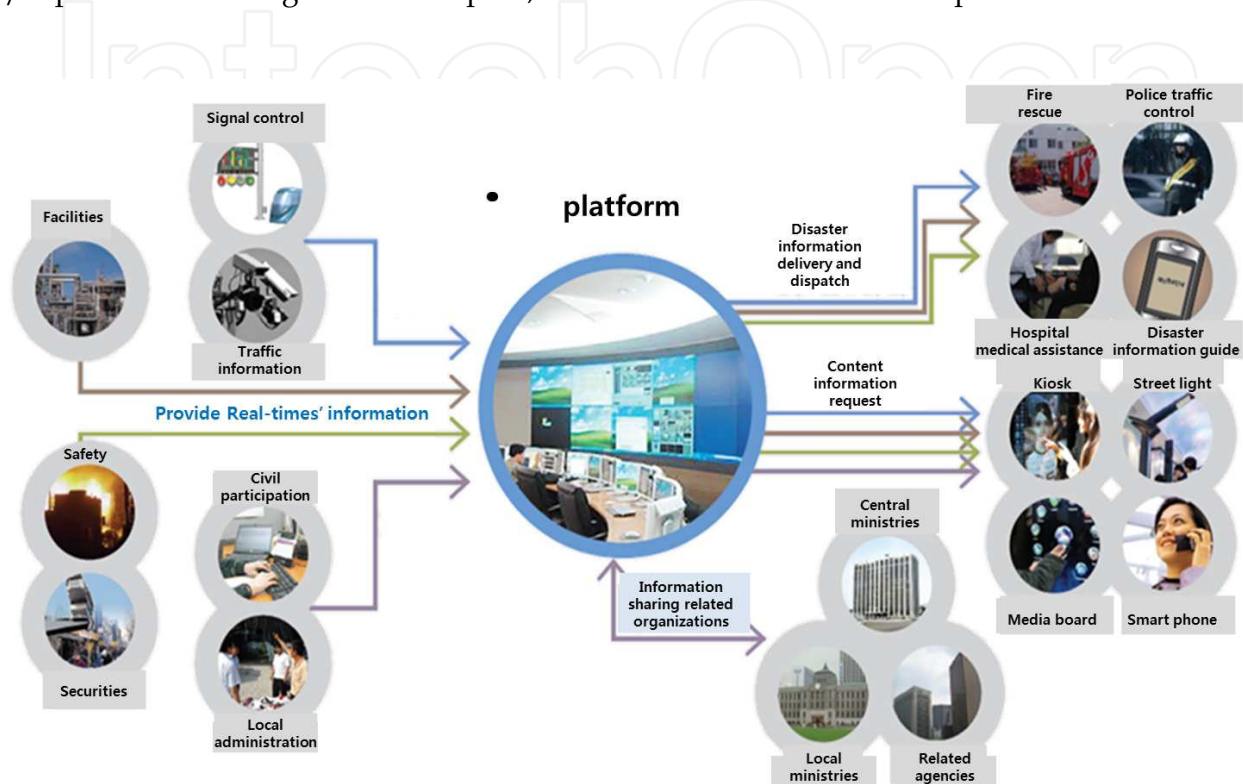 IntechOpen
Signal control
Facilities
Traffic
information
Provide Real-times' information
Safety
Civil
participation
Securities
Local
administration
• platform
Disaster
information
delivery and
dispatch
Content
information
request
Information
sharing related
organizations
Central
ministries
Local
ministries
Related
agencies
Fire
rescue
Police traffic
control
Hospital
medical assistance
Disaster
information guide
Kiosk
Street light
Media board
Smart phone